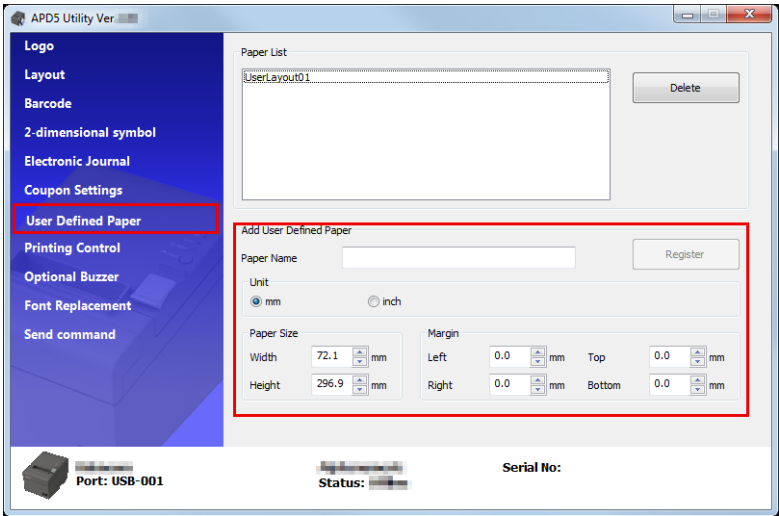 APD5 Utility Ver.
Logo
Layout
Barcode
2-dimensional symbol
Electronic Journal
Coupon Settings
User Defined Paper
Printing Control
Optional Buzzer
Font Replacement
Send command
Paper List
UserLayout01
Delete
Add User Defined Paper
Paper Name
Register
Unit
mm inch
Paper Size Margin
Width 72.1 mm Left 0.0 mm Top 0.0 mm
Height 296.9 mm Right 0.0 mm Bottom 0.0 mm
Port: USB-001
Status:
Serial No: